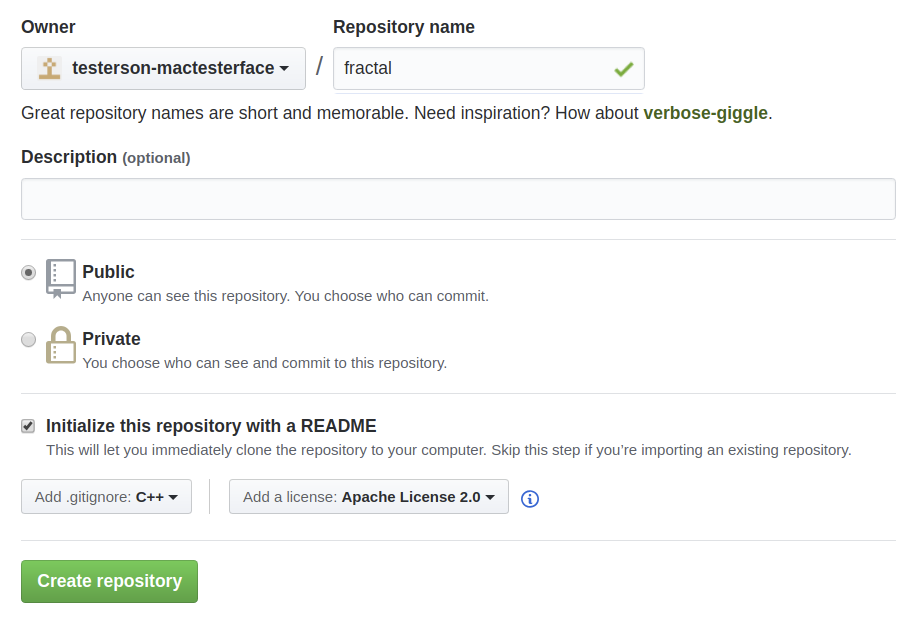 Owner
Repository name
testerson-mactesterface / fractal
Great repository names are short and memorable. Need inspiration? How about verbose-giggle.
Description (optional)
Public
Anyone can see this repository. You choose who can commit.
Private
You choose who can see and commit to this repository.
Initialize this repository with a README
This will let you immediately clone the repository to your computer. Skip this step if you’re importing an existing repository.
Add .gitignore: C++
Add a license: Apache License 2.0
Create repository